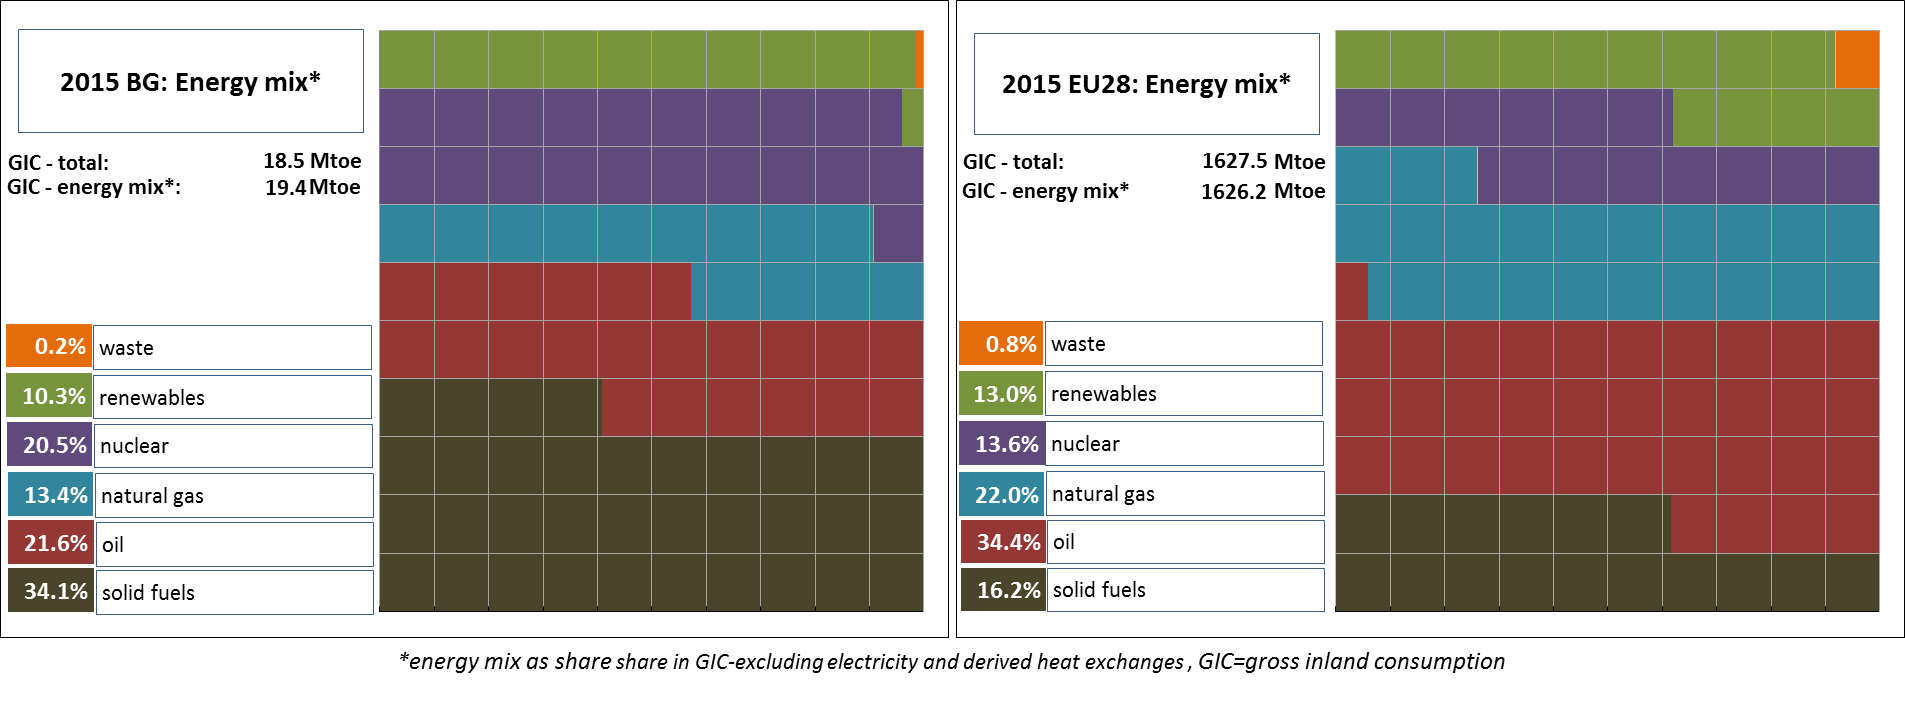 2015 BG: Energy mix*
GIC - total: 18.5 Mtoe
GIC - energy mix*: 19.4 Mtoe
0.2% waste
10.3% renewables
20.5% nuclear
13.4% natural gas
21.6% oil
34.1% solid fuels
2015 EU28: Energy mix*
GIC - total: 1627.5 Mtoe
GIC - energy mix* 1626.2 Mtoe
0.8% waste
13.0% renewables
13.6% nuclear
22.0% natural gas
34.4% oil
16.2% solid fuels
*energy mix as share share in GIC-excluding electricity and derived heat exchanges , GIC=gross inland consumption